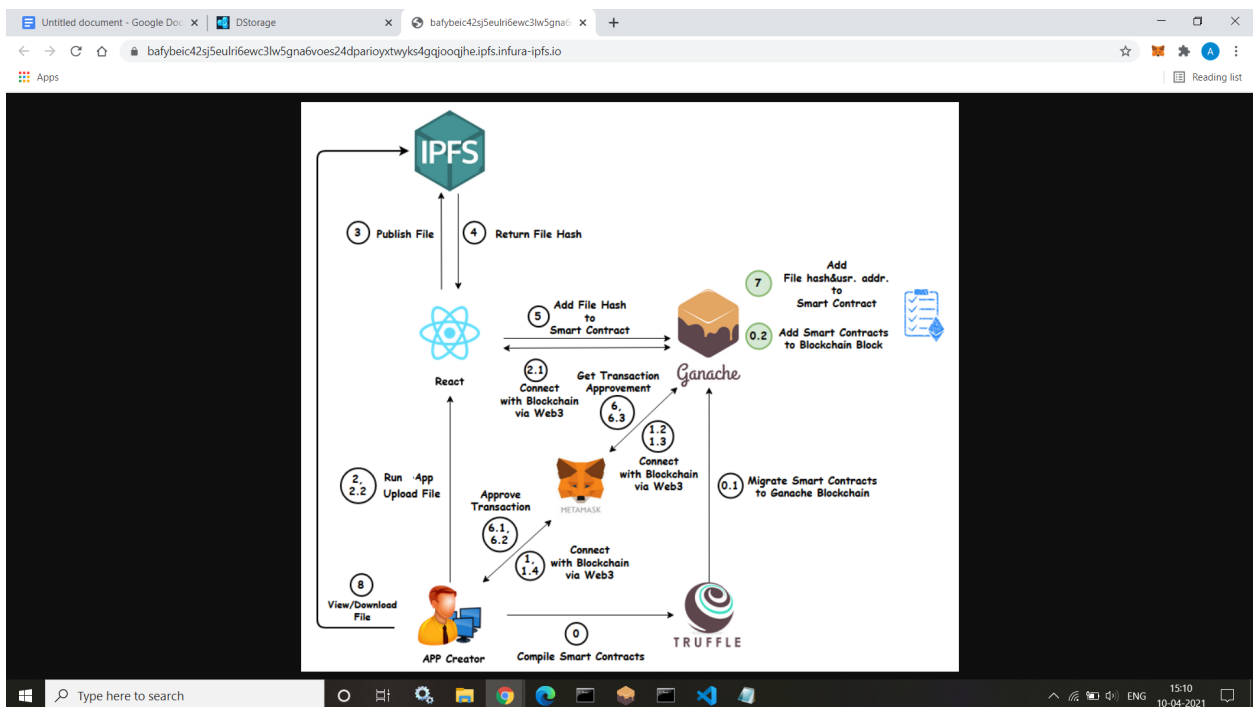 Untitled document - Google Doc
DStorage
bafybeic42sj5eulri6ewc3lw5gna6
bafybeic42sj5eulri6ewc3lw5gna6voes24dparioyxtwyks4gqjooqjhe.ipfs.infura-ipfs.io
A
Apps
Reading list
IPFS
3 Publish File
4 Return File Hash
7
Add
File hash&usr. addr.
to
Smart Contract
5
Add File Hash
to
Smart Contract
0.2
Add Smart Contracts
to Blockchain Block
React
2.1
Connect
with Blockchain
via Web3
Get Transaction
Approvement
Ganache
6,
6.3
1.2
1.3
Connect
with Blockchain
via Web3
2,
2.2
Run App
Upload File
Approve
Transaction
METAMASK
0.1
Migrate Smart Contracts
to Ganache Blockchain
6.1,
6.2
1,
1.4
Connect
with Blockchain
via Web3
8
View/Download
File
APP Creator
0
Compile Smart Contracts
TRUFFLE
Type here to search
ENG
15:10
10-04-2021